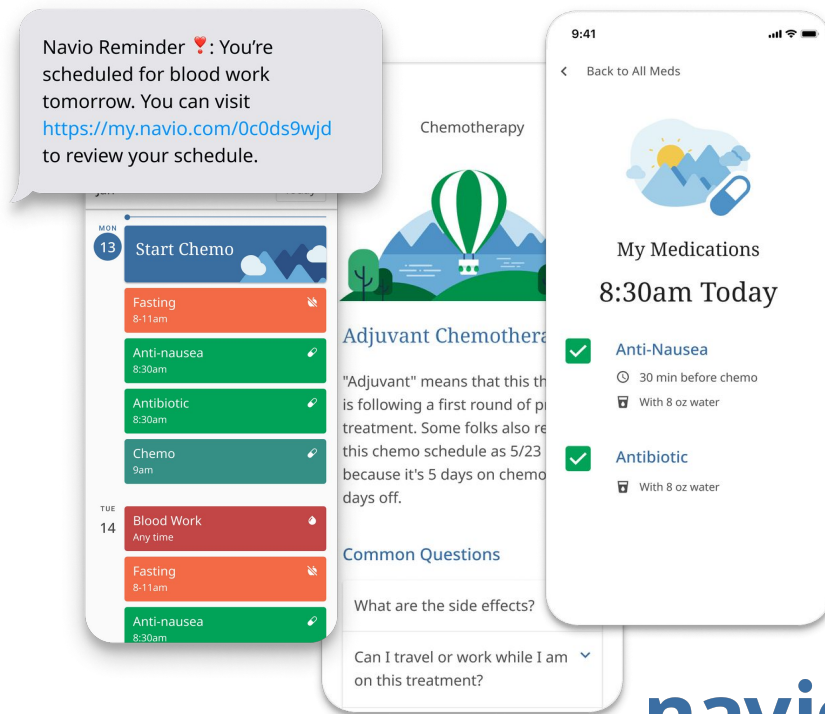 Navio Reminder ❣️: You're
scheduled for blood work
tomorrow. You can visit
https://my.navio.com/0c0ds9wjd
to review your schedule.
MON
13
Start Chemo
Fasting
8-11am
Anti-nausea
8:30am
Antibiotic
8:30am
Chemo
9am
TUE
14
Blood Work
Any time
Fasting
8-11am
Anti-nausea
8:30am
Chemotherapy
Adjuvant
"Adjuvant" means that this
is following a first round of
treatment. Some folks also
this chemo schedule as 5/23
because it's 5 days on chemo
days off.
Common Questions
What are the side effects?
Can I travel or work while I am
on this treatment?
9:41
Back to All Meds
My Medications
8:30am Today
Anti-Nausea
30 min before chemo
With 8 oz water
Antibiotic
With 8 oz water
navio